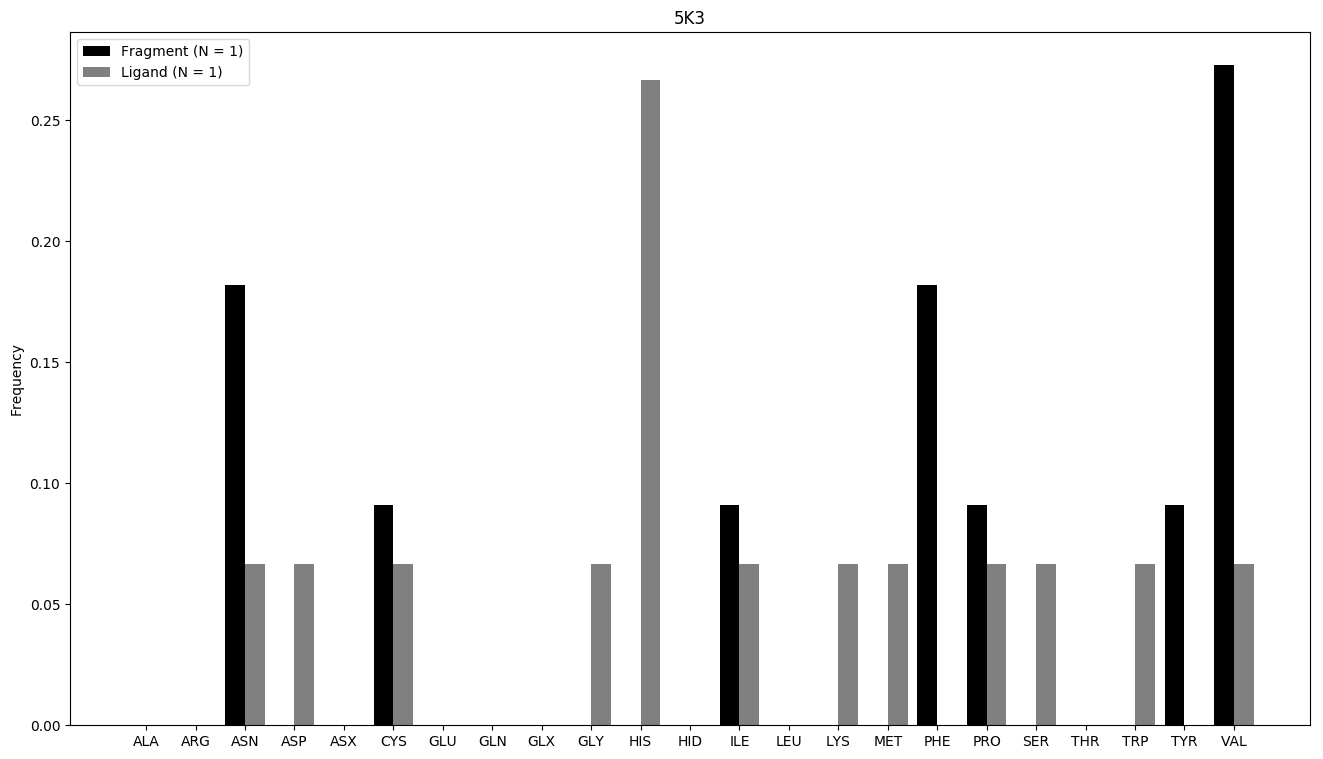 5K3
Fragment (N = 1)
Ligand (N = 1)
Frequency
0.25
0.20
0.15
0.10
0.05
0.00
ALA ARG ASN ASP ASX CYS GLU GLN GLX GLY HIS HID ILE LEU LYS MET PHE PRO SER THR TRP TYR VAL